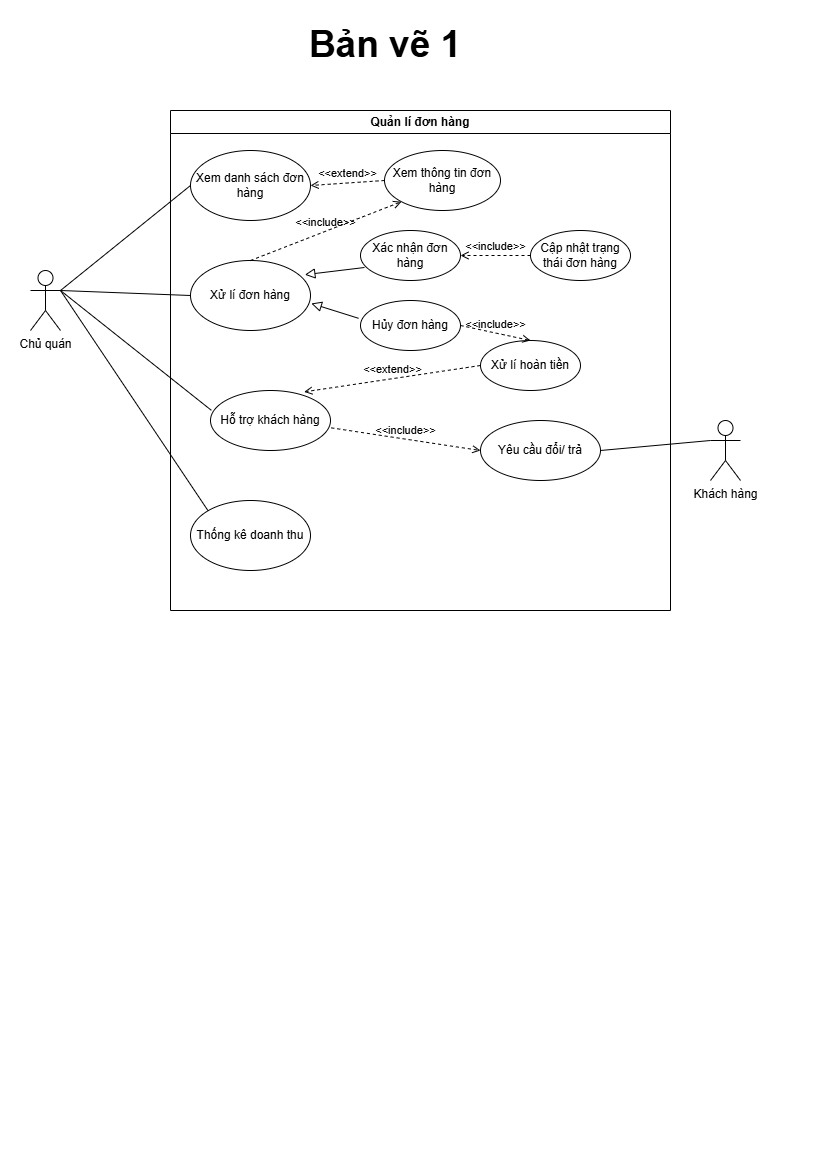 Bản vẽ 1
Quản lí đơn hàng
Xem danh sách đơn
hàng
<<extend>>
Xem thông tin đơn
hàng
<<include>>
Xác nhận đơn
hàng
<<include>>
Cập nhật trạng
thái đơn hàng
Xử lí đơn hàng
Hủy đơn hàng
<<include>>
Chủ quán
Xử lí hoàn tiền
<<extend>>
Hỗ trợ khách hàng
<<include>>
Yêu cầu đổi/ trả
Khách hàng
Thống kê doanh thu